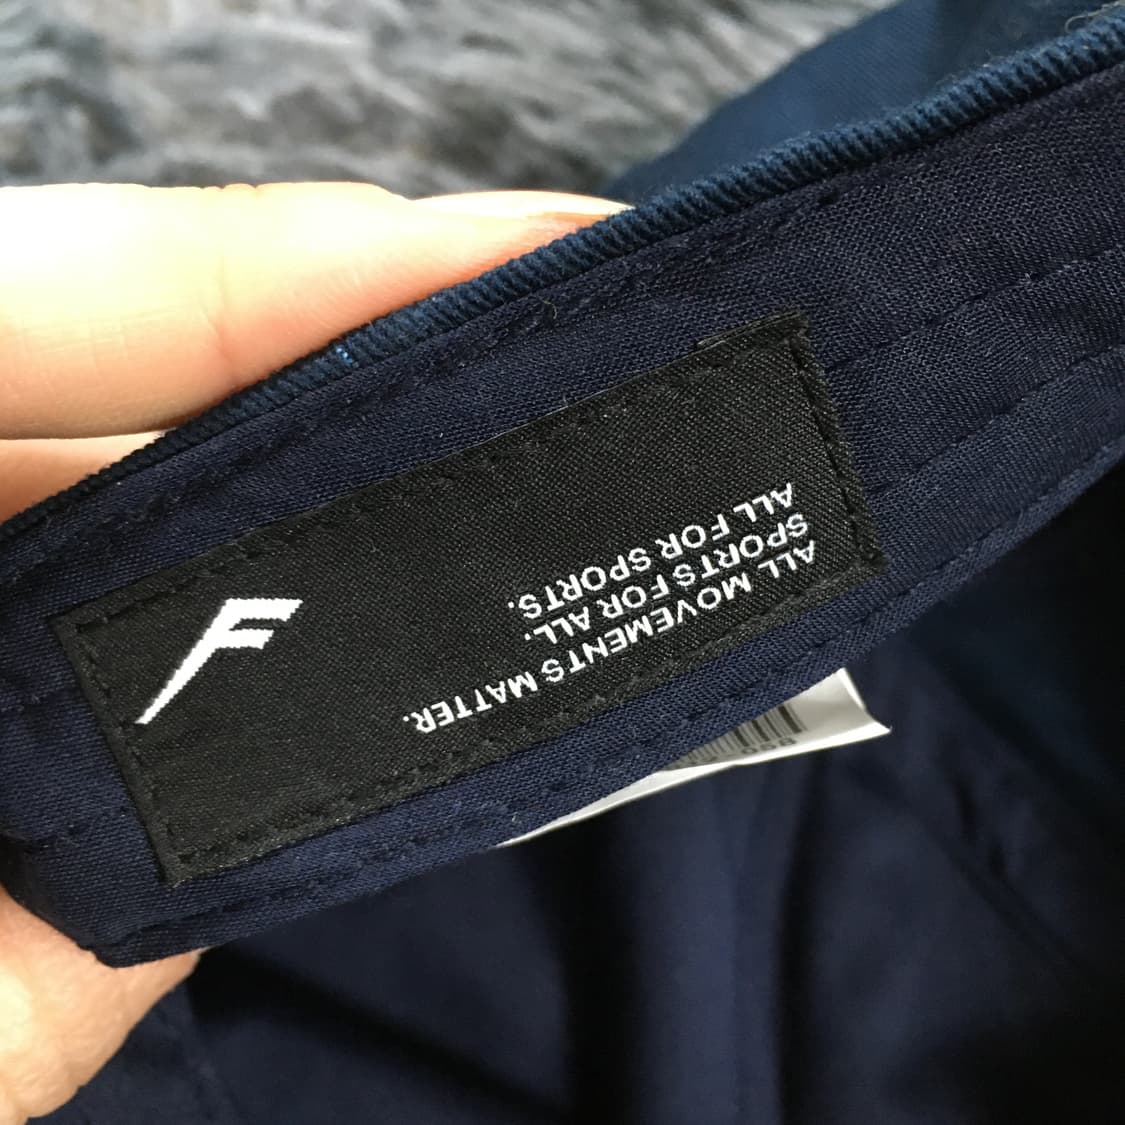 ALL MOVEMENTS MATTER.
SPORTS FOR ALL.
ALL FOR SPORTS.
F